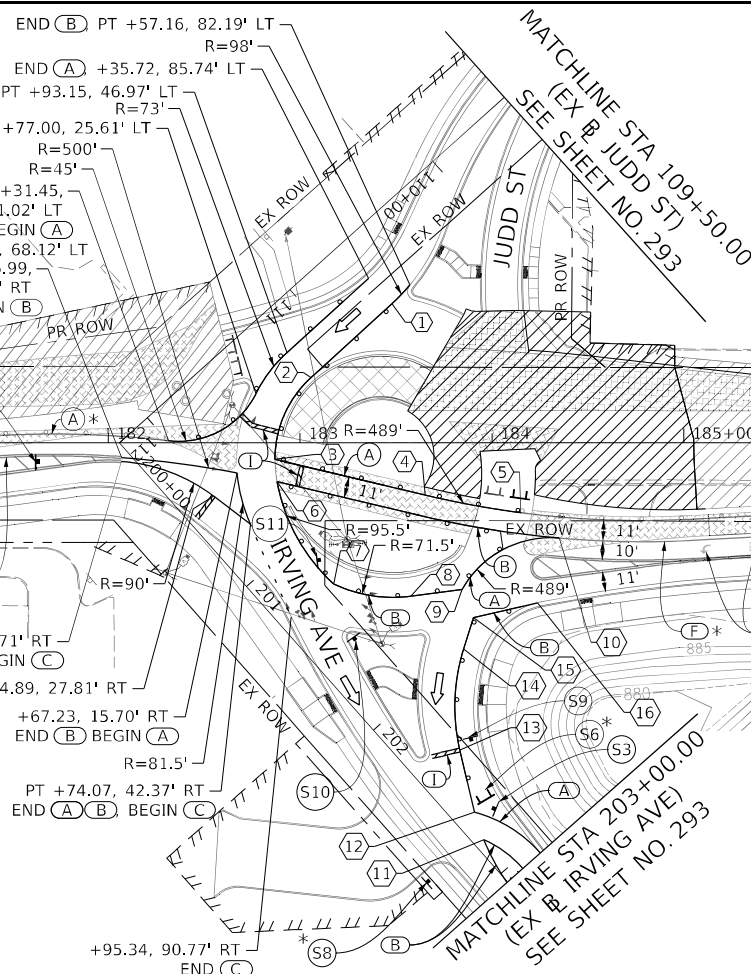 END B, PT +57.16, 82.19' LT
R=98'
END A, +35.72, 85.74' LT
PT +93.15, 46.97' LT
R=73'
+77.00, 25.61' LT
R=500'
R=45'
+31.45,
1.02' LT
EGIN A
, 68.12' LT
5.99,
' RT
N B
MATCHLINE STA 109+50.00
(EX BL JUDD ST)
SEE SHEET NO. 293
EX ROW
110+00
EX ROW
JUDD ST
PR ROW
111
PR ROW
1
2
A *
182
183
R=489'
184
185+00
I
3
A
4
5
11'
200+00
6
EX ROW
11'
10'
S11
R=95.5'
7
R=71.5'
B
11'
IRVING AVE
R=90'
201
8
9
A
R=489'
B
10
F *
885
B
15
14
S9
16
880
71' RT
GIN C
4.89, 27.81' RT
+67.23, 15.70' RT
END B BEGIN A
EX ROW
13
S6 *
S3
R=81.5'
202
I
PT +74.07, 42.37' RT
END A B, BEGIN C
S10
A
12
11
MATCHLINE STA 203+00.00
(EX BL IRVING AVE)
SEE SHEET NO. 293
+95.34, 90.77' RT
END C
* S8
B